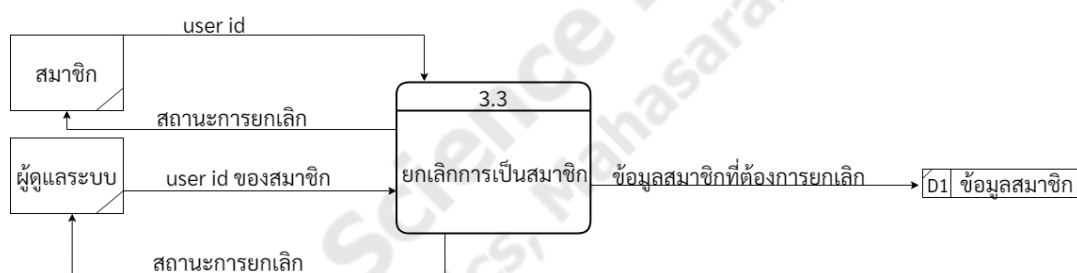 user id
สมาชิก
3.3
สถานะการยกเลิก
ผู้ดูแลระบบ
user id ของสมาชิก
ยกเลิกการเป็นสมาชิก
ข้อมูลสมาชิกที่ต้องการยกเลิก
D1 ข้อมูลสมาชิก
สถานะการยกเลิก
Science